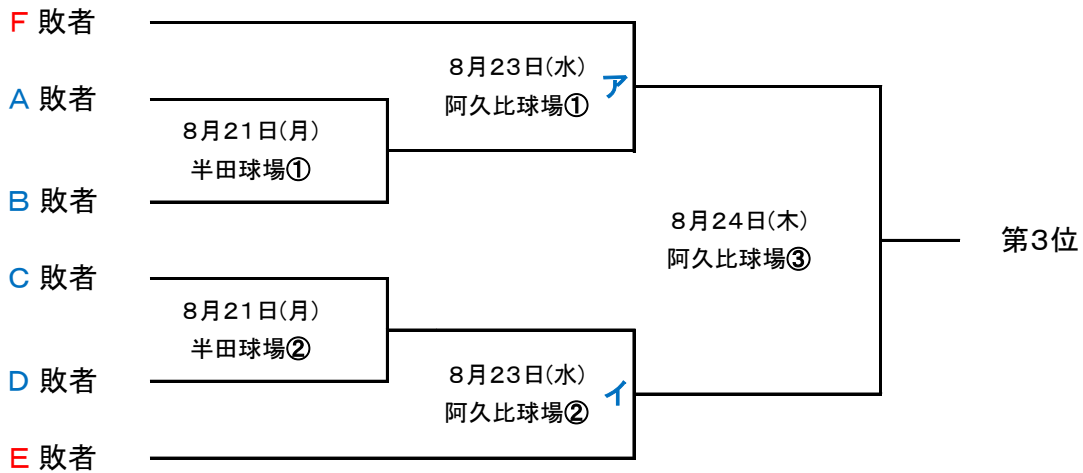 F 敗者
8月23日(水)
阿久比球場①
ア
A 敗者
8月21日(月)
半田球場①
B 敗者
8月24日(木)
阿久比球場③
第3位
C 敗者
8月21日(月)
半田球場②
D 敗者
8月23日(水)
阿久比球場②
イ
E 敗者